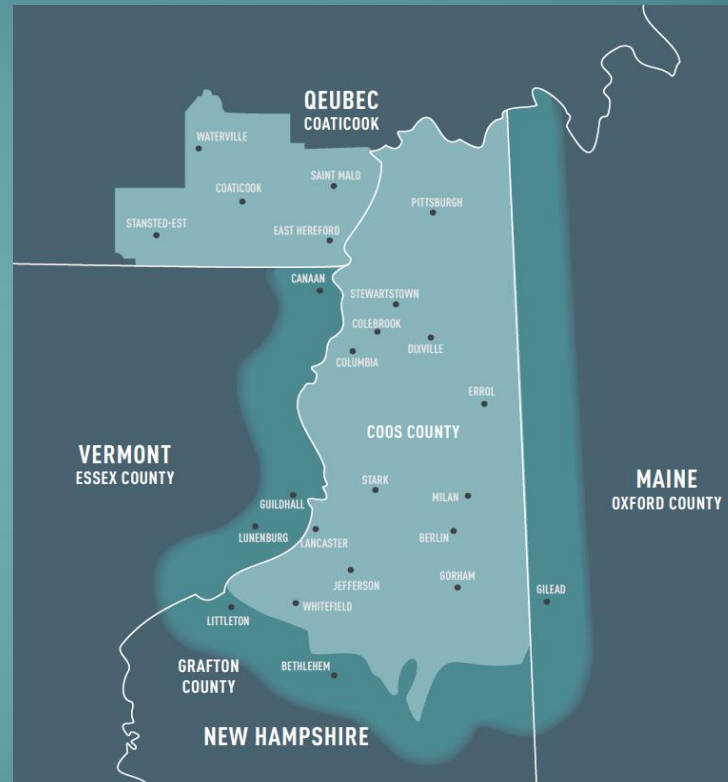 QEUBEC
COATICOOK
WATERVILLE
SAINT MALO
COATICOOK
PITTSBURGH
STANSTED-EST
EAST HEREFORD
CANAAN
STEWARTSTOWN
COLEBROOK
DIXVILLE
COLUMBIA
ERROL
COOS COUNTY
VERMONT
ESSEX COUNTY
MAINE
OXFORD COUNTY
STARK
MILAN
GUILDHALL
LUNENBURG
LANCASTER
BERLIN
JEFFERSON
GORHAM
GILEAD
WHITEFIELD
LITTLETON
GRAFTON
COUNTY
BETHLEHEM
NEW HAMPSHIRE